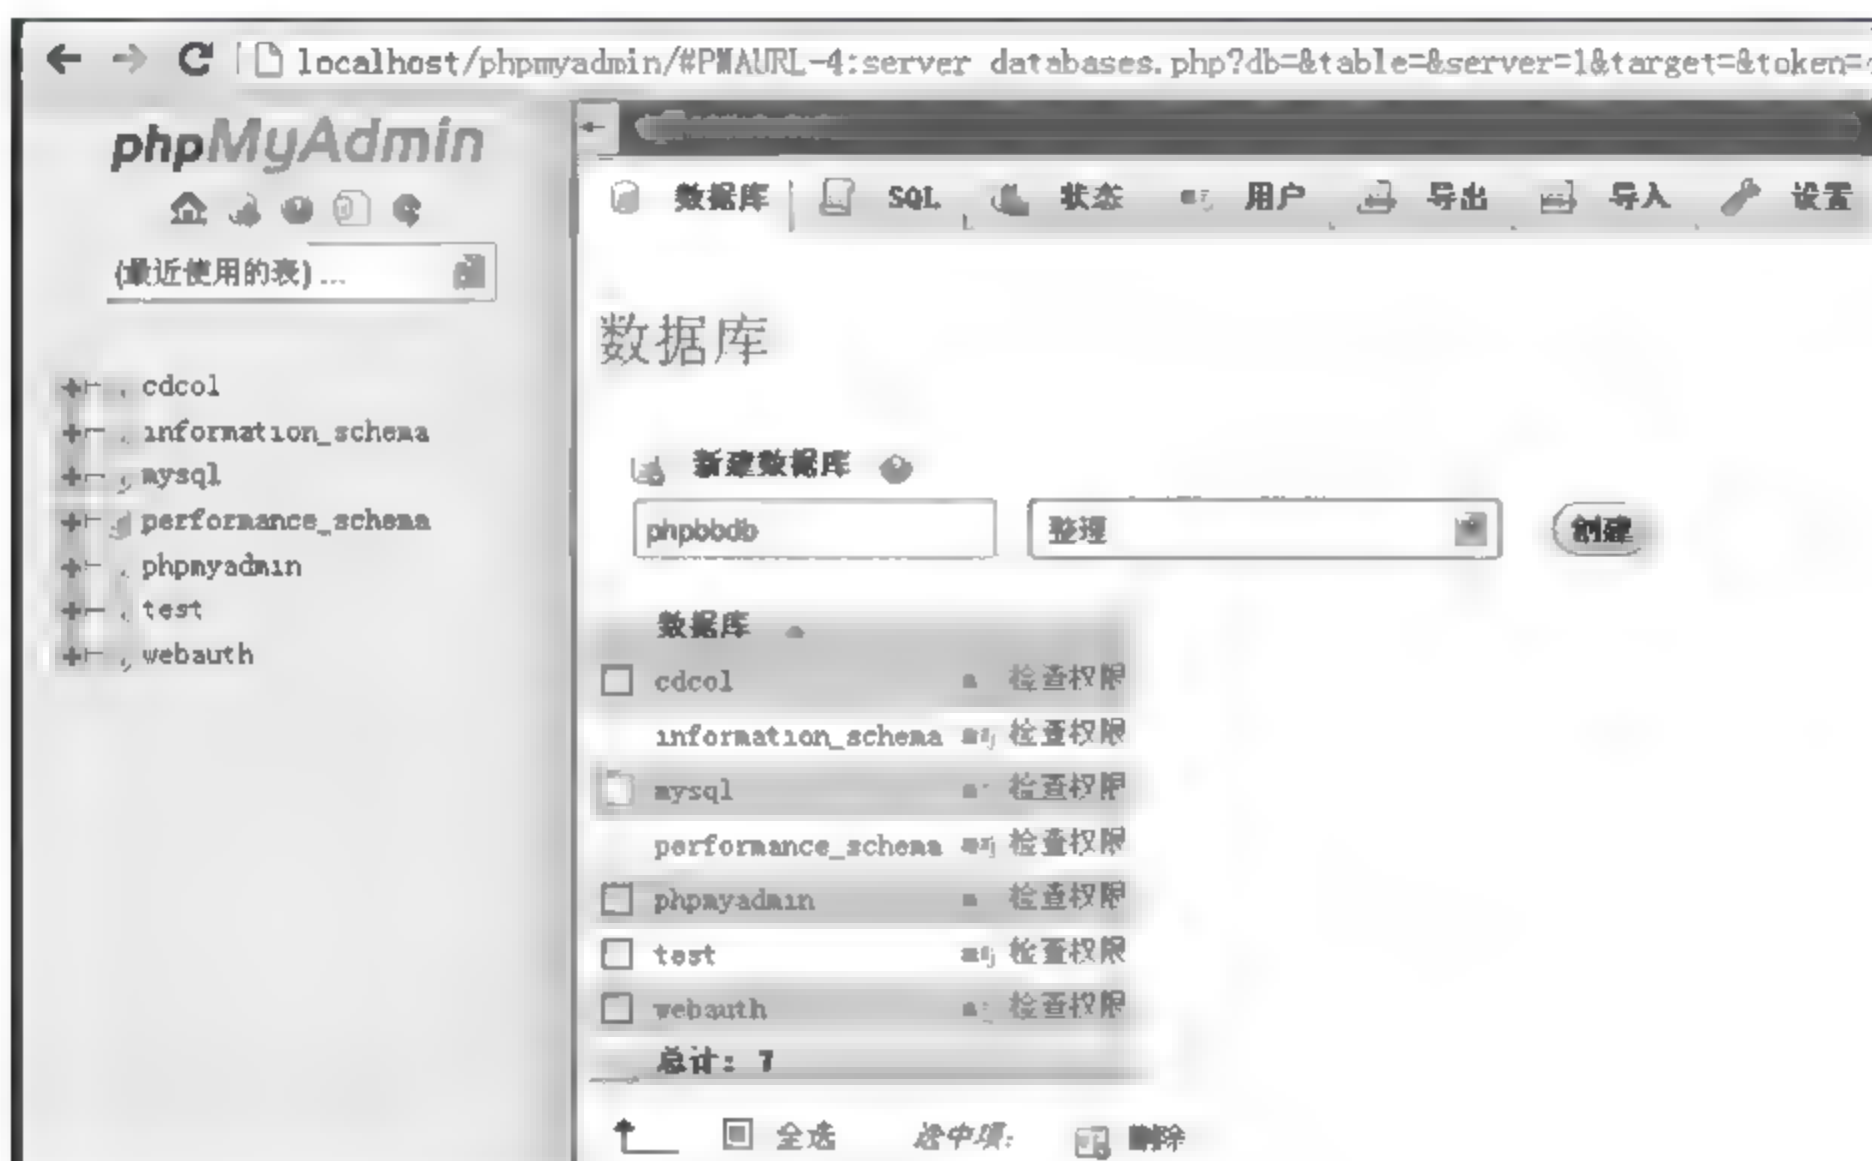 localhost/phpmyadmin/#PMAURL-4:server_databases.php?db=&table=&server=1&target=&token=
phpMyAdmin
数据库 SQL 状态 用户 导出 导入 设置
(最近使用的表)...
数据库
cdcol
information_schema
mysql
performance_schema
phpmyadmin
test
webauth
新建数据库
phpbbdb 整理 创建
数据库
cdcol 检查权限
information_schema 检查权限
mysql 检查权限
performance_schema 检查权限
phpmyadmin 检查权限
test 检查权限
webauth 检查权限
总计: 7
全选 选中项: 删除